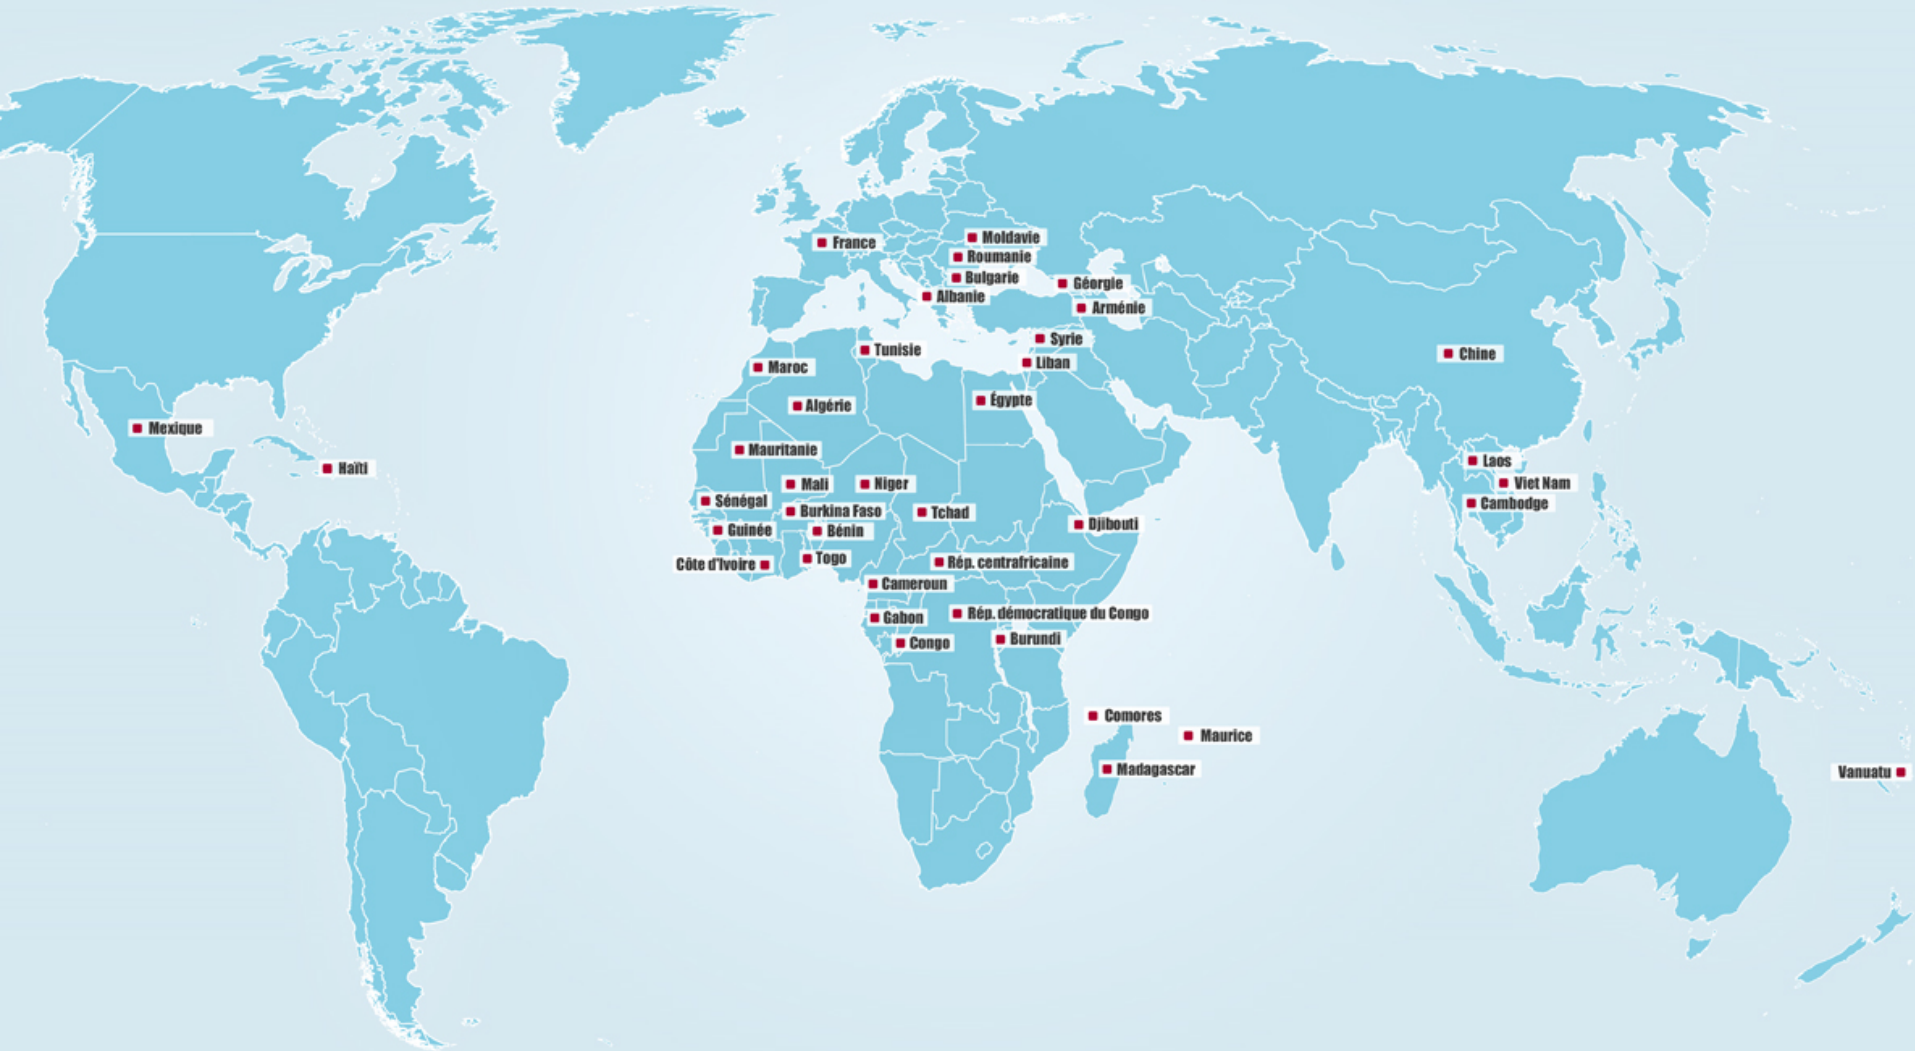 Moldavie
France
Roumanie
Bulgarie
Géorgie
Albanie
Arménie
Syrie
Tunisie
Chine
Liban
Maroc
Égypte
Algérie
Mexique
Mauritanie
Laos
Haïti
Viet Nam
Mali
Niger
Sénégal
Cambodge
Burkina Faso
Tchad
Djibouti
Guinée
Bénin
Togo
Rép. centrafricaine
Côte d'Ivoire
Cameroun
Rép. démocratique du Congo
Gabon
Burundi
Congo
Comores
Maurice
Madagascar
Vanuatu